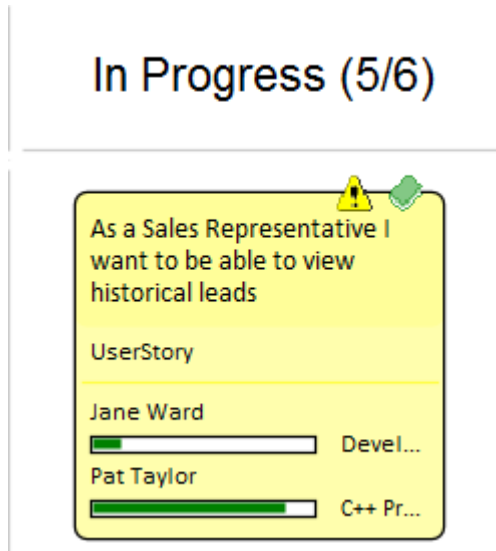 In Progress (5/6)
As a Sales Representative I
want to be able to view
historical leads
UserStory
Jane Ward
Devel...
Pat Taylor
C++ Pr...